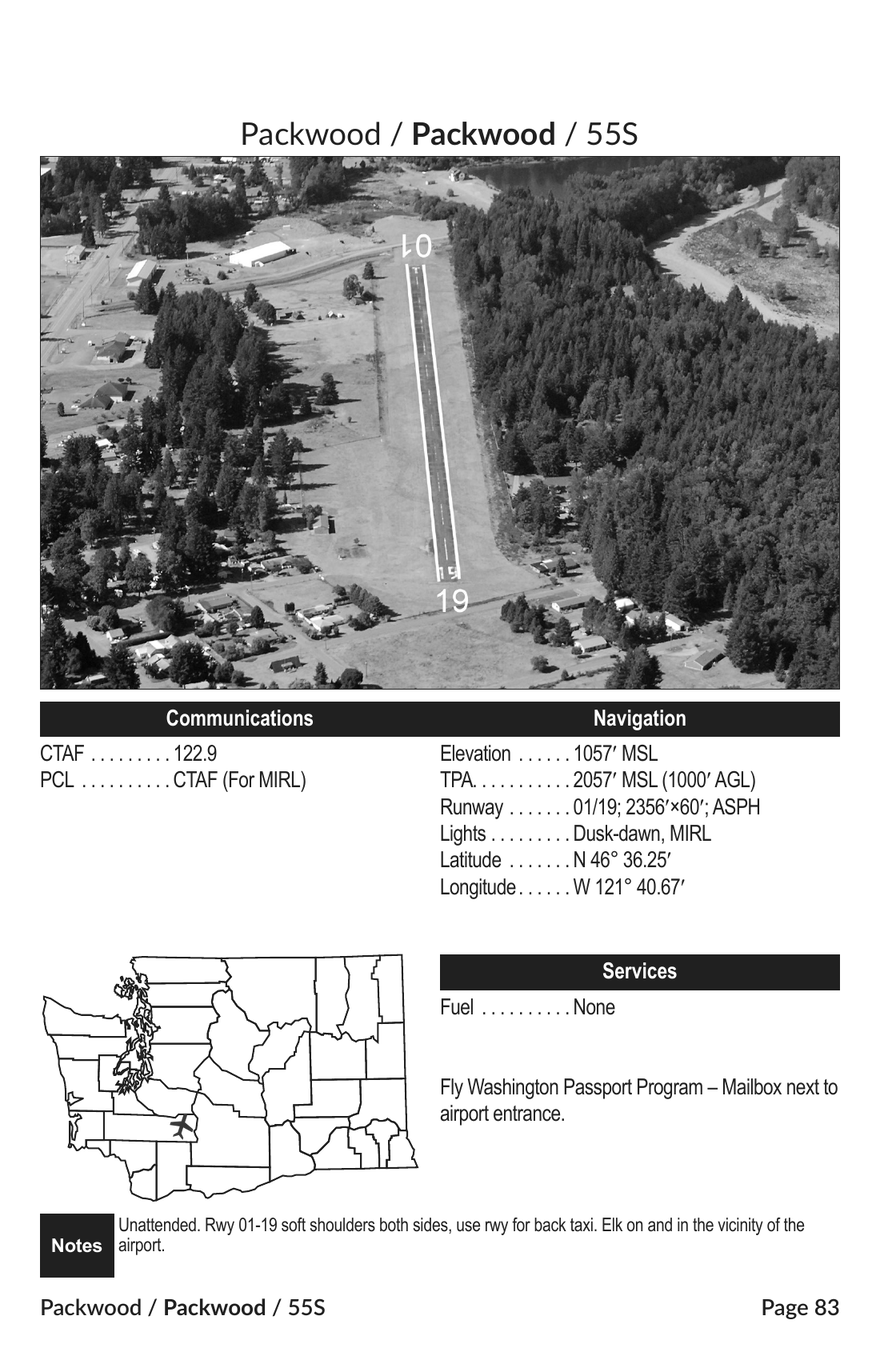 Packwood / Packwood / 55S
01
19
19
Communications
CTAF . . . . . . . . . 122.9
PCL . . . . . . . . . . CTAF (For MIRL)
Navigation
Elevation . . . . . . 1057′ MSL
TPA. . . . . . . . . . . 2057′ MSL (1000′ AGL)
Runway . . . . . . . 01/19; 2356′×60′; ASPH
Lights . . . . . . . . . Dusk-dawn, MIRL
Latitude . . . . . . . N 46° 36.25′
Longitude. . . . . . W 121° 40.67′
Services
Fuel . . . . . . . . . . None
Fly Washington Passport Program – Mailbox next to
airport entrance.
Notes
Unattended. Rwy 01-19 soft shoulders both sides, use rwy for back taxi. Elk on and in the vicinity of the
airport.
Packwood / Packwood / 55S
Page 83